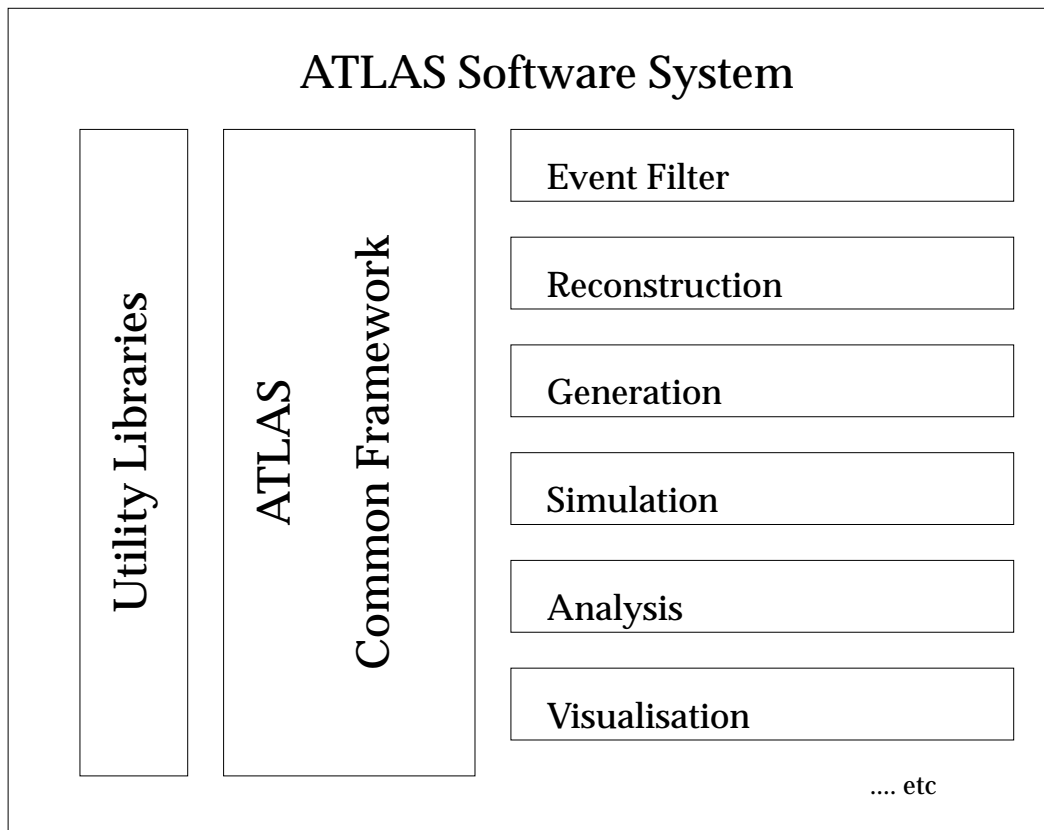 ATLAS Software System
Utility Libraries
ATLAS
Common Framework
Event Filter
Reconstruction
Generation
Simulation
Analysis
Visualisation
.... etc